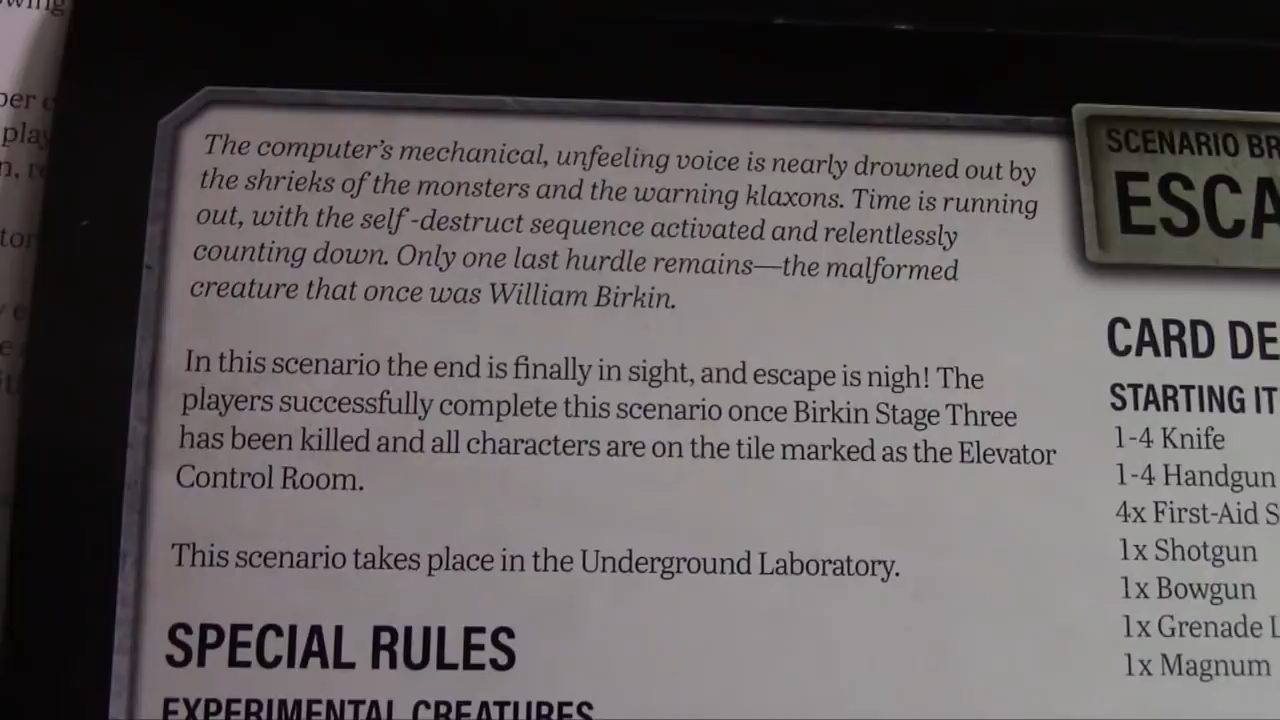 The computer's mechanical, unfeeling voice is nearly drowned out by
the shrieks of the monsters and the warning klaxons. Time is running
out, with the self-destruct sequence activated and relentlessly
counting down. Only one last hurdle remains—the malformed
creature that once was William Birkin.
In this scenario the end is finally in sight, and escape is nigh! The
players successfully complete this scenario once Birkin Stage Three
has been killed and all characters are on the tile marked as the Elevator
Control Room.
This scenario takes place in the Underground Laboratory.
SPECIAL RULES
EXPERIMENTAL CREATURES
SCENARIO BR
ESCA
CARD DE
STARTING IT
1-4 Knife
1-4 Handgun
4x First-Aid S
1x Shotgun
1x Bowgun
1x Grenade L
1x Magnum